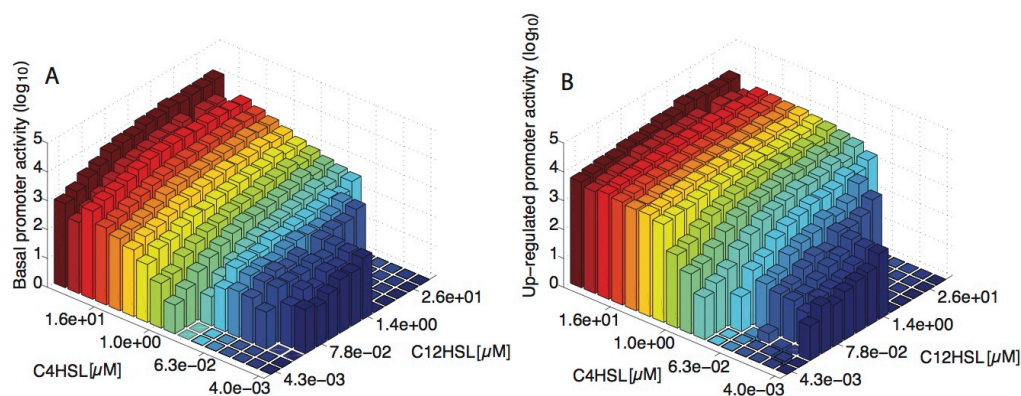 A
Basal promoter activity (log10)
5
4
3
2
1
0
1.6e+01
1.0e+00
6.3e−02
4.0e−03
C4HSL[µM]
4.3e−03
7.8e−02
1.4e+00
2.6e+01
C12HSL[µM]
B
Up−regulated promoter activity (log10)
5
4
3
2
1
0
1.6e+01
1.0e+00
6.3e−02
4.0e−03
C4HSL[µM]
4.3e−03
7.8e−02
1.4e+00
2.6e+01
C12HSL[µM]